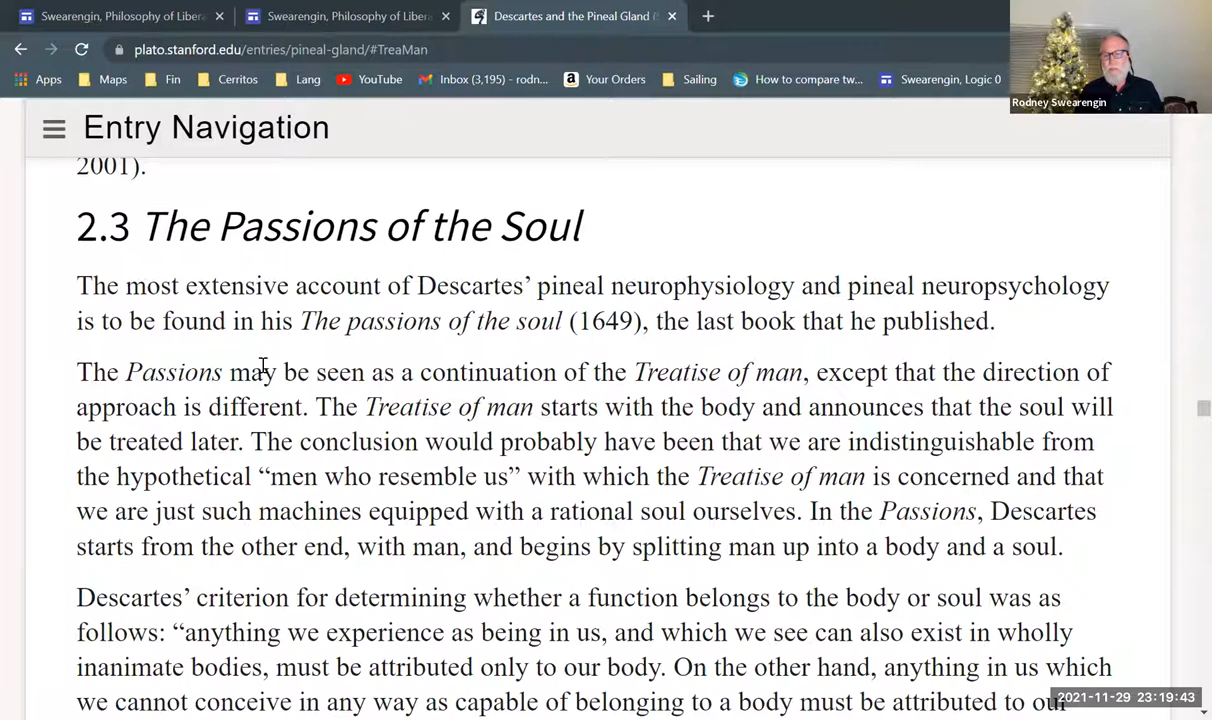 Swearengin, Philosophy of Libera
Swearengin, Philosophy of Libera
Descartes and the Pineal Gland (S
plato.stanford.edu/entries/pineal-gland/#TreaMan
Apps
Maps
Fin
Cerritos
Lang
YouTube
Inbox (3,195) - rodn...
Your Orders
Sailing
How to compare tw...
Swearengin, Logic 0
Rodney Swearengin
Entry Navigation
2001).
2.3 The Passions of the Soul
The most extensive account of Descartes’ pineal neurophysiology and pineal neuropsychology
is to be found in his The passions of the soul (1649), the last book that he published.
The Passions may be seen as a continuation of the Treatise of man, except that the direction of
approach is different. The Treatise of man starts with the body and announces that the soul will
be treated later. The conclusion would probably have been that we are indistinguishable from
the hypothetical “men who resemble us” with which the Treatise of man is concerned and that
we are just such machines equipped with a rational soul ourselves. In the Passions, Descartes
starts from the other end, with man, and begins by splitting man up into a body and a soul.
Descartes’ criterion for determining whether a function belongs to the body or soul was as
follows: “anything we experience as being in us, and which we see can also exist in wholly
inanimate bodies, must be attributed only to our body. On the other hand, anything in us which
we cannot conceive in any way as capable of belonging to a body must be attributed to our
2021-11-29 23:19:43